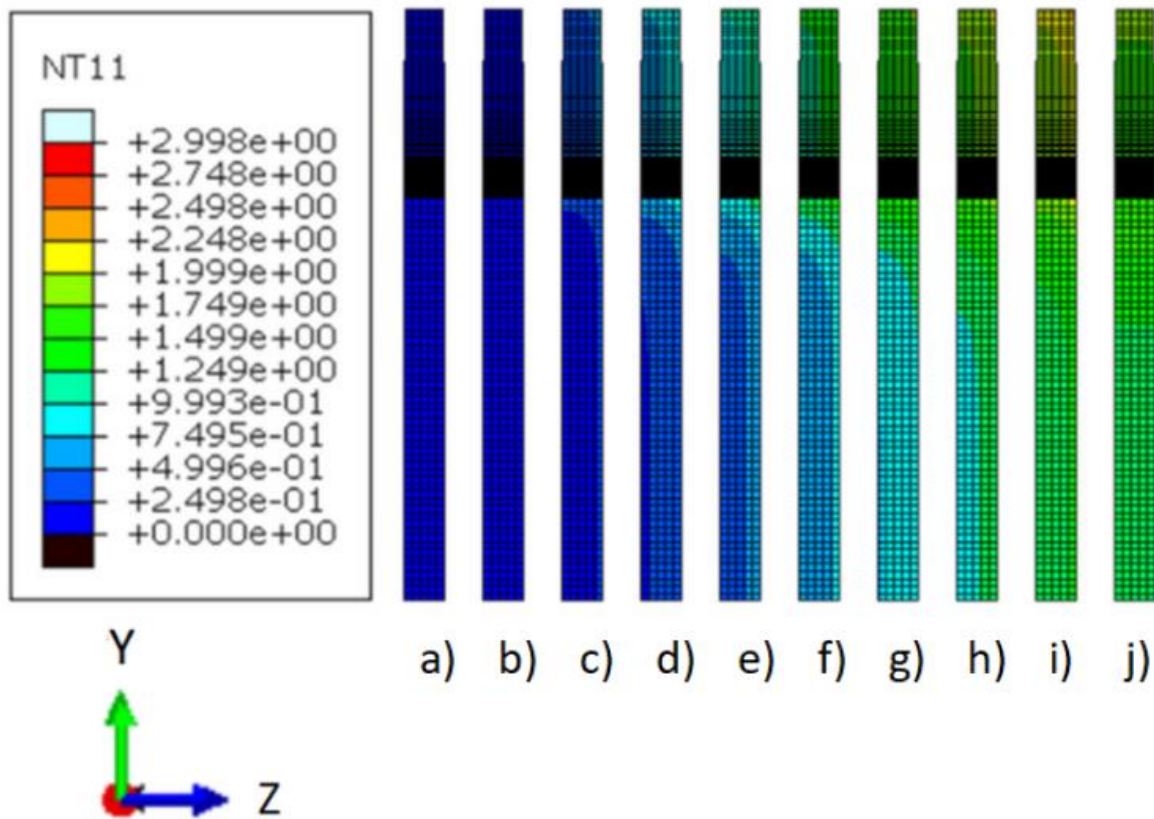 NT11
+2.998e+00
+2.748e+00
+2.498e+00
+2.248e+00
+1.999e+00
+1.749e+00
+1.499e+00
+1.249e+00
+9.993e-01
+7.495e-01
+4.996e-01
+2.498e-01
+0.000e+00
a) b) c) d) e) f) g) h) i) j)
Y
Z